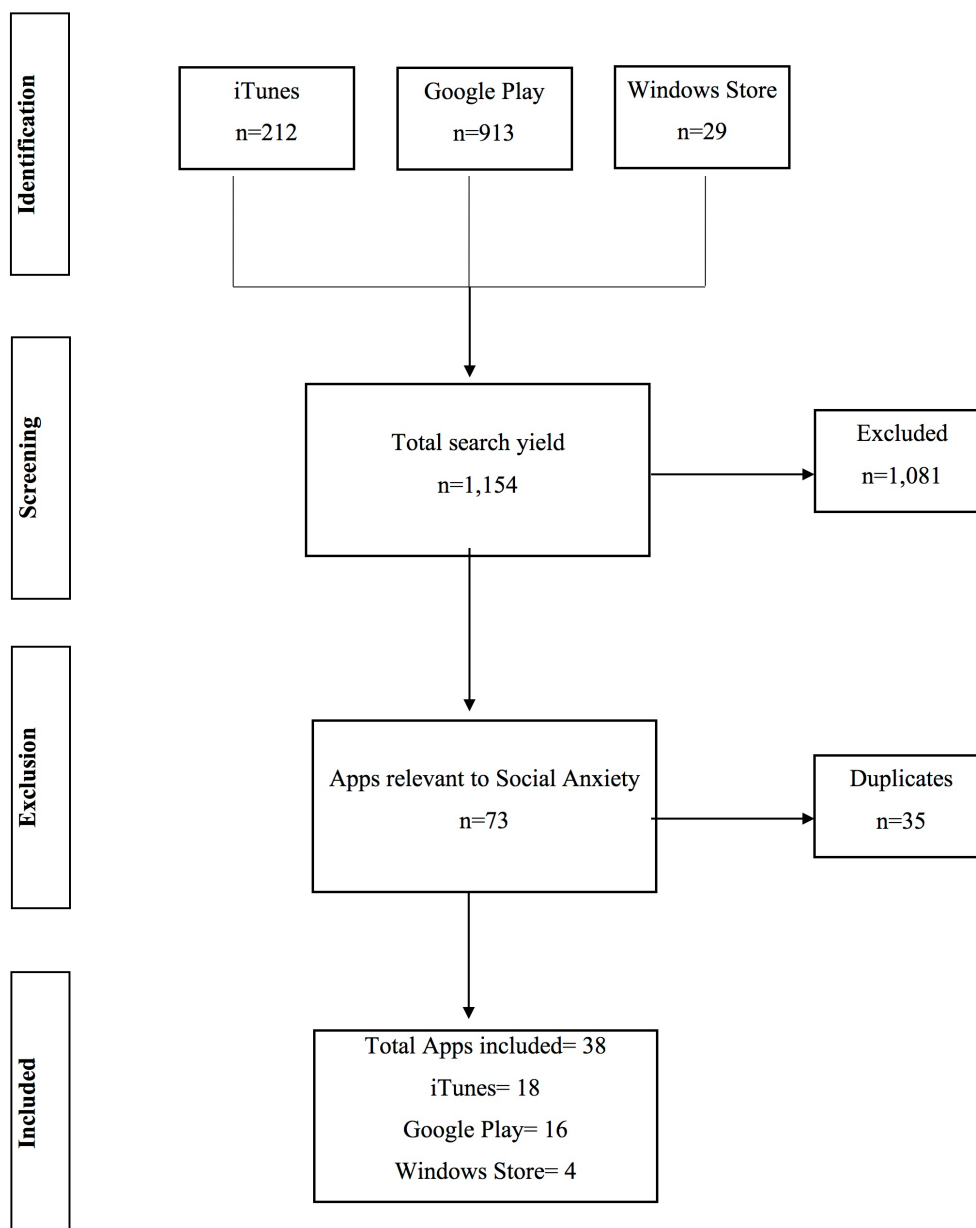 Identification
iTunes
n=212
Google Play
n=913
Windows Store
n=29
Screening
Total search yield
n=1,154
Excluded
n=1,081
Exclusion
Apps relevant to Social Anxiety
n=73
Duplicates
n=35
Included
Total Apps included= 38
iTunes= 18
Google Play= 16
Windows Store= 4